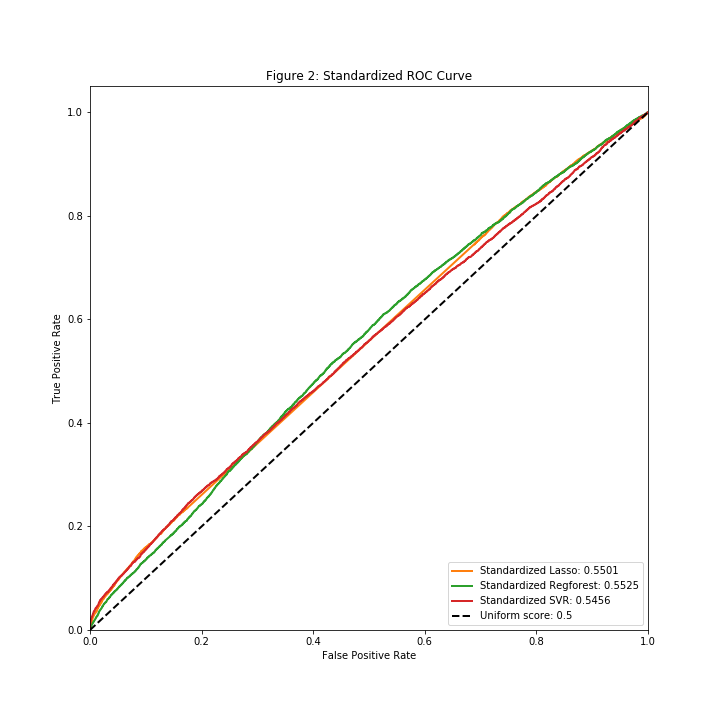 Figure 2: Standardized ROC Curve
1.0
0.8
0.6
0.4
0.2
0.0
True Positive Rate
Standardized Lasso: 0.5501
Standardized Regforest: 0.5525
Standardized SVR: 0.5456
Uniform score: 0.5
0.0 0.2 0.4 0.6 0.8 1.0
False Positive Rate